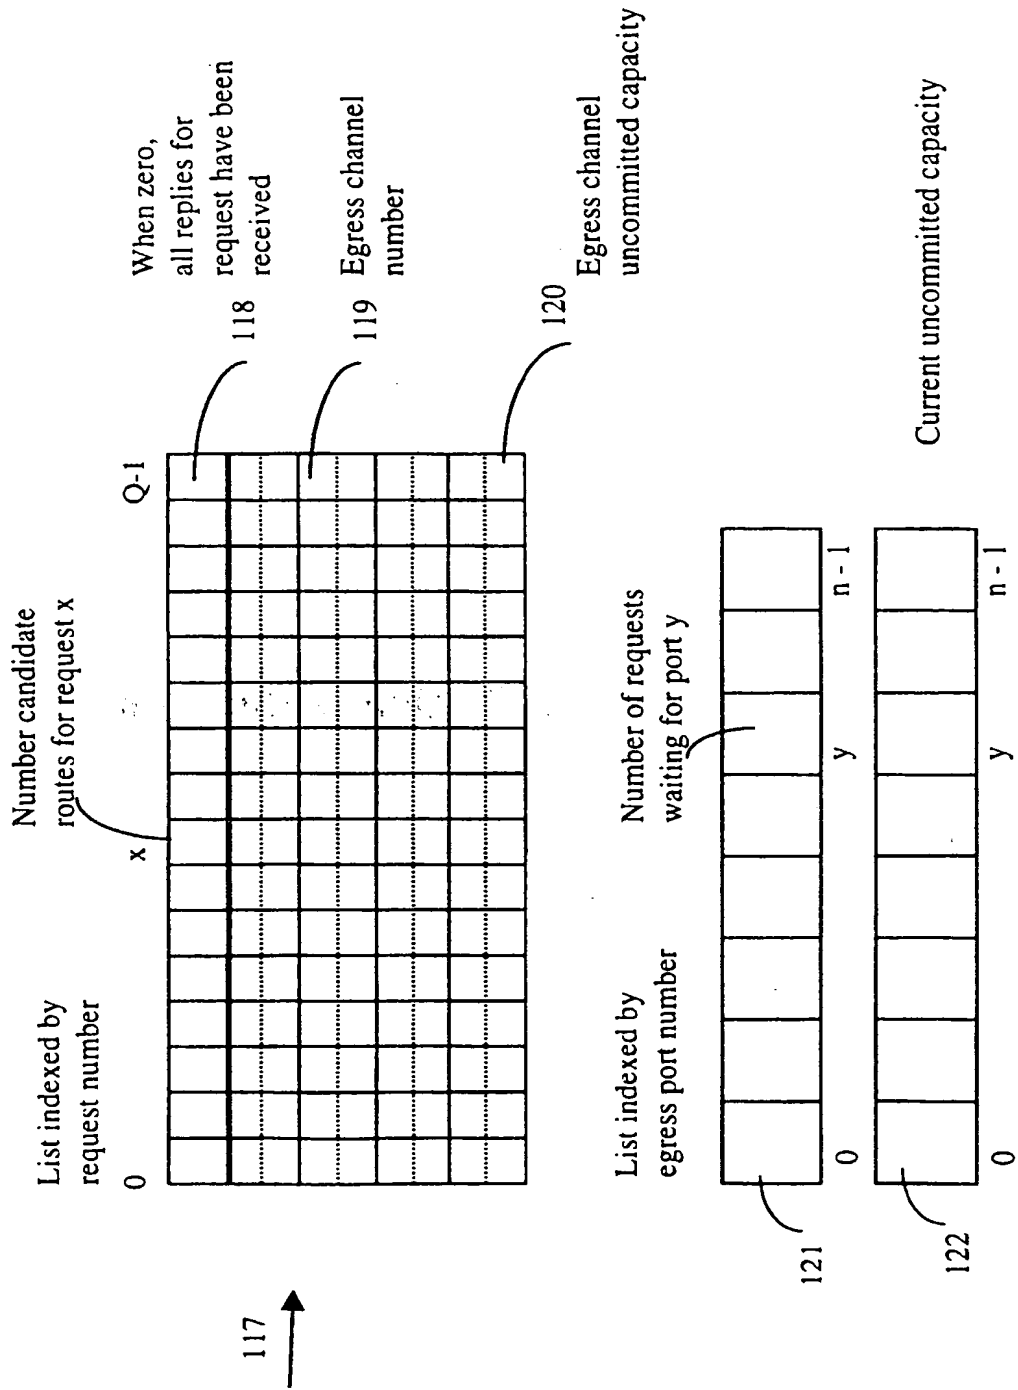 List indexed by
request number
Number candidate
routes for request x
0
x
Q-1
When zero,
all replies for
request have been
received
118
119
Egress channel
number
120
Egress channel
uncommitted capacity
117
List indexed by
egress port number
Number of requests
waiting for port y
121
0
y
n - 1
122
0
y
n - 1
Current uncommitted capacity